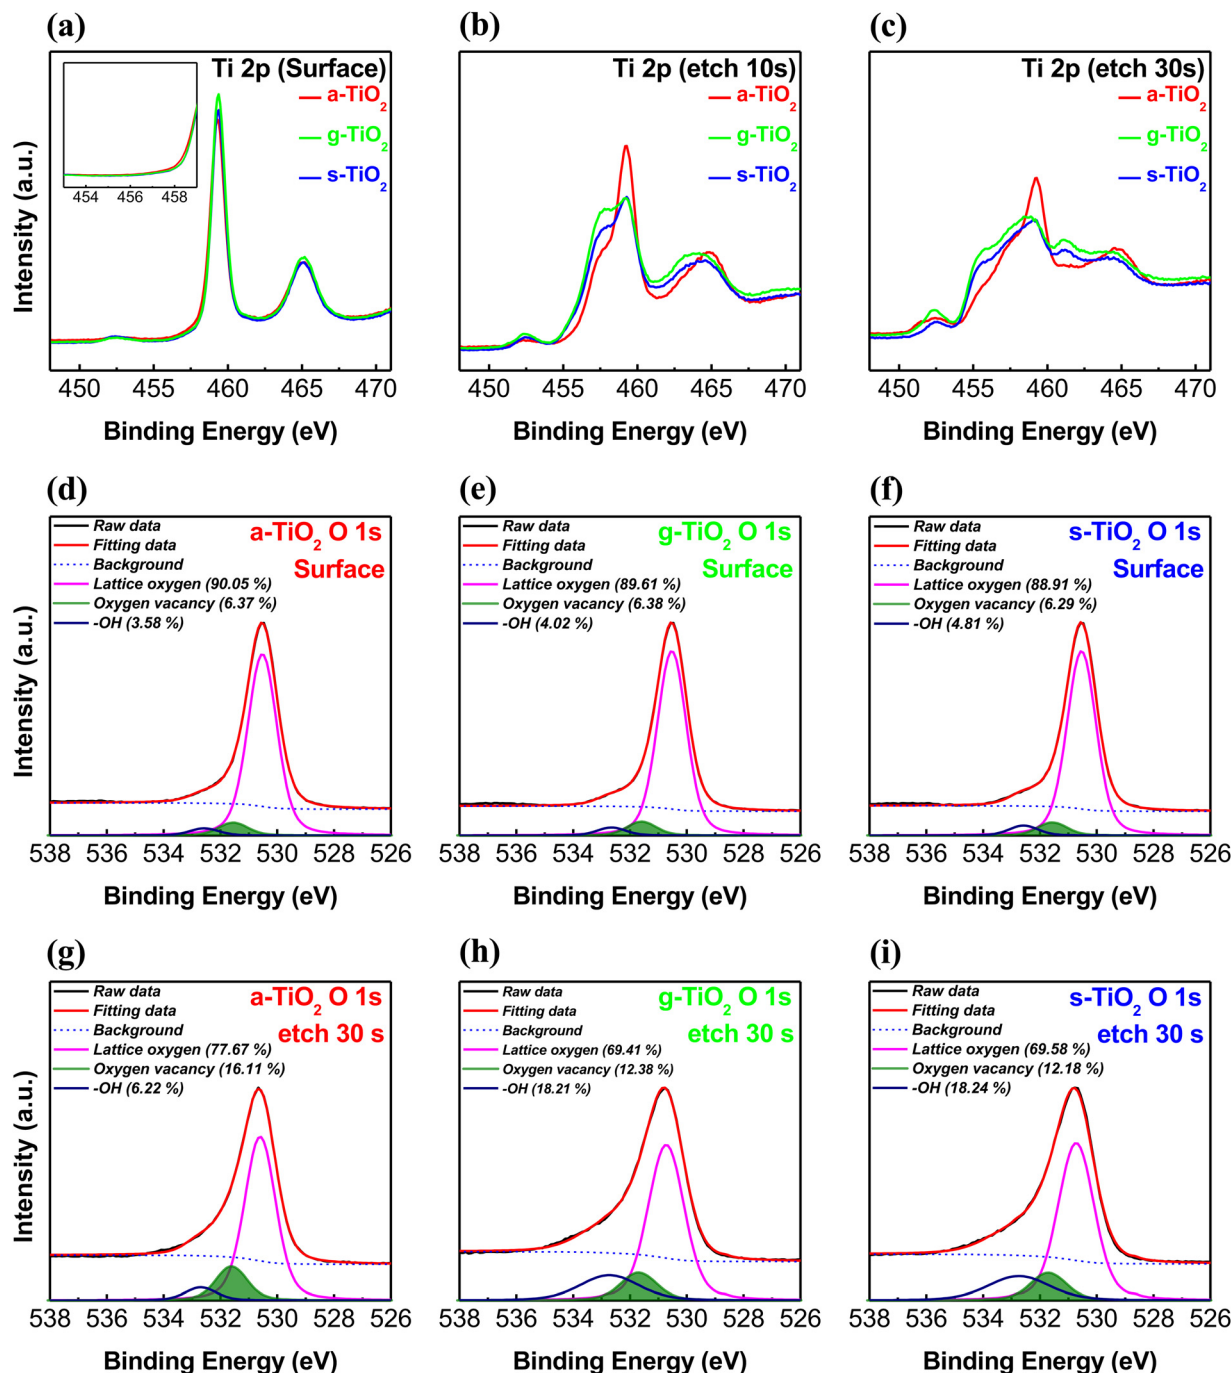 (a)
Ti 2p (Surface)
a-TiO2
g-TiO2
s-TiO2
454 456 458
450 455 460 465 470
Binding Energy (eV)
Intensity (a.u.)
(b)
Ti 2p (etch 10s)
a-TiO2
g-TiO2
s-TiO2
450 455 460 465 470
Binding Energy (eV)
(c)
Ti 2p (etch 30s)
a-TiO2
g-TiO2
s-TiO2
450 455 460 465 470
Binding Energy (eV)
(d)
Raw data
Fitting data
Background
Lattice oxygen (90.05 %)
Oxygen vacancy (6.37 %)
-OH (3.58 %)
a-TiO2 O 1s
Surface
538 536 534 532 530 528 526
Binding Energy (eV)
Intensity (a.u.)
(e)
Raw data
Fitting data
Background
Lattice oxygen (89.61 %)
Oxygen vacancy (6.38 %)
-OH (4.02 %)
g-TiO2 O 1s
Surface
538 536 534 532 530 528 526
Binding Energy (eV)
(f)
Raw data
Fitting data
Background
Lattice oxygen (88.91 %)
Oxygen vacancy (6.29 %)
-OH (4.81 %)
s-TiO2 O 1s
Surface
538 536 534 532 530 528 526
Binding Energy (eV)
(g)
Raw data
Fitting data
Background
Lattice oxygen (77.67 %)
Oxygen vacancy (16.11 %)
-OH (6.22 %)
a-TiO2 O 1s
etch 30 s
538 536 534 532 530 528 526
Binding Energy (eV)
Intensity (a.u.)
(h)
Raw data
Fitting data
Background
Lattice oxygen (69.41 %)
Oxygen vacancy (12.38 %)
-OH (18.21 %)
g-TiO2 O 1s
etch 30 s
538 536 534 532 530 528 526
Binding Energy (eV)
(i)
Raw data
Fitting data
Background
Lattice oxygen (69.58 %)
Oxygen vacancy (12.18 %)
-OH (18.24 %)
s-TiO2 O 1s
etch 30 s
538 536 534 532 530 528 526
Binding Energy (eV)